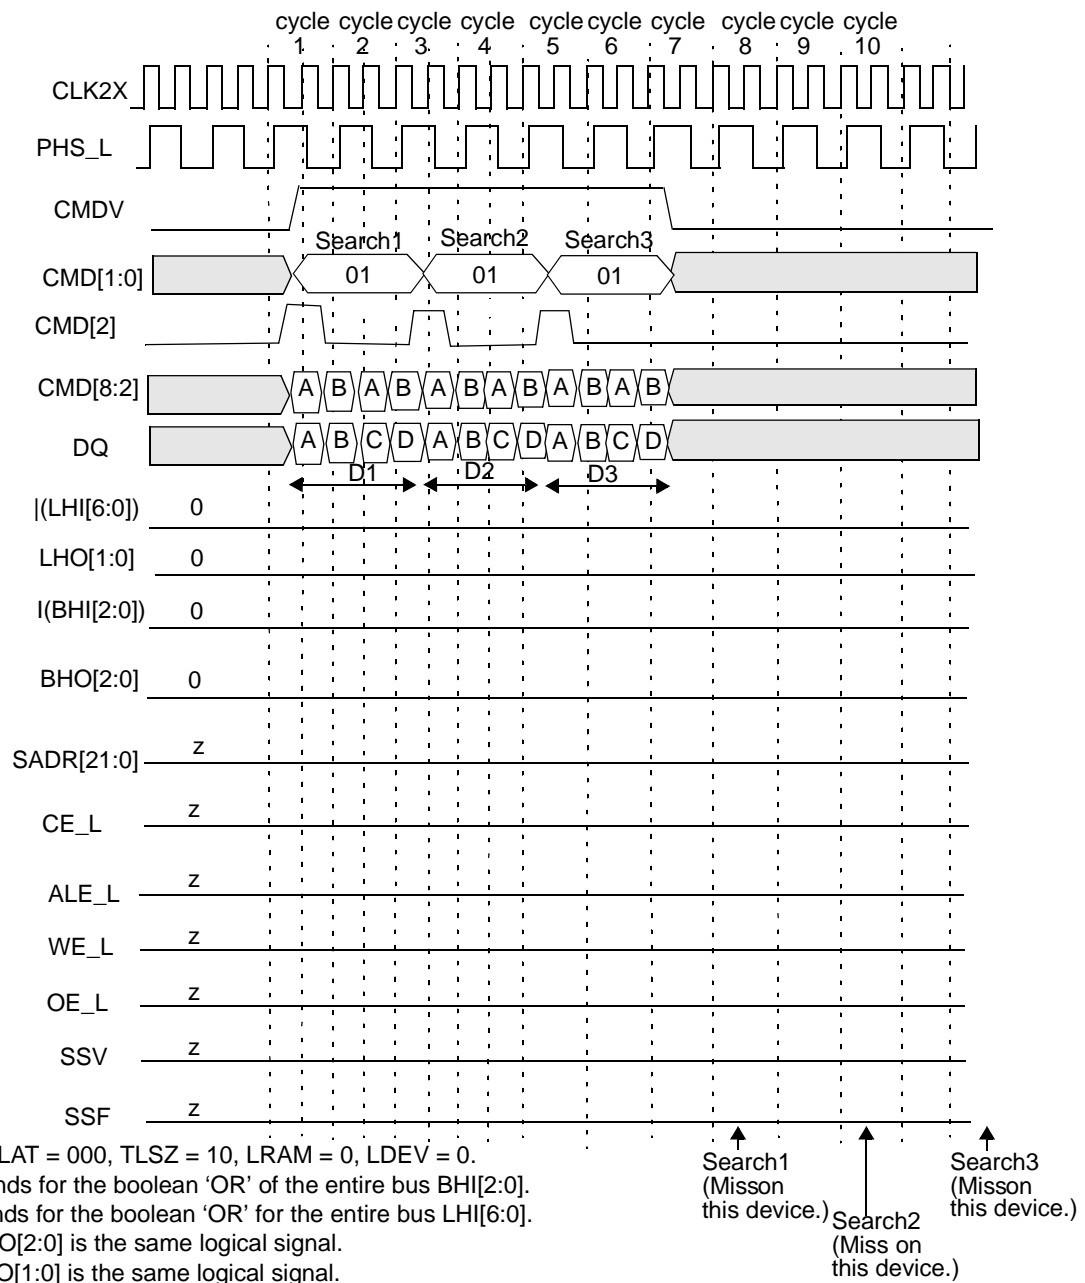 cycle cycle cycle cycle cycle cycle cycle cycle cycle cycle
1 2 3 4 5 6 7 8 9 10
CLK2X
PHS_L
CMDV
Search1 Search2 Search3
CMD[1:0] 01 01 01
CMD[2]
CMD[8:2] A B A B A B A B A B A B
DQ A B C D A B C D A B C D
D1 D2 D3
|(LHI[6:0]) 0
LHO[1:0] 0
I(BHI[2:0]) 0
BHO[2:0] 0
SADR[21:0] z
CE_L z
ALE_L z
WE_L z
OE_L z
SSV z
SSF z
LAT = 000, TLSZ = 10, LRAM = 0, LDEV = 0.
nds for the boolean ‘OR’ of the entire bus BHI[2:0].
nds for the boolean ‘OR’ for the entire bus LHI[6:0].
O[2:0] is the same logical signal.
O[1:0] is the same logical signal.
Search1
(Misson
this device.)
Search2
(Miss on
this device.)
Search3
(Misson
this device.)